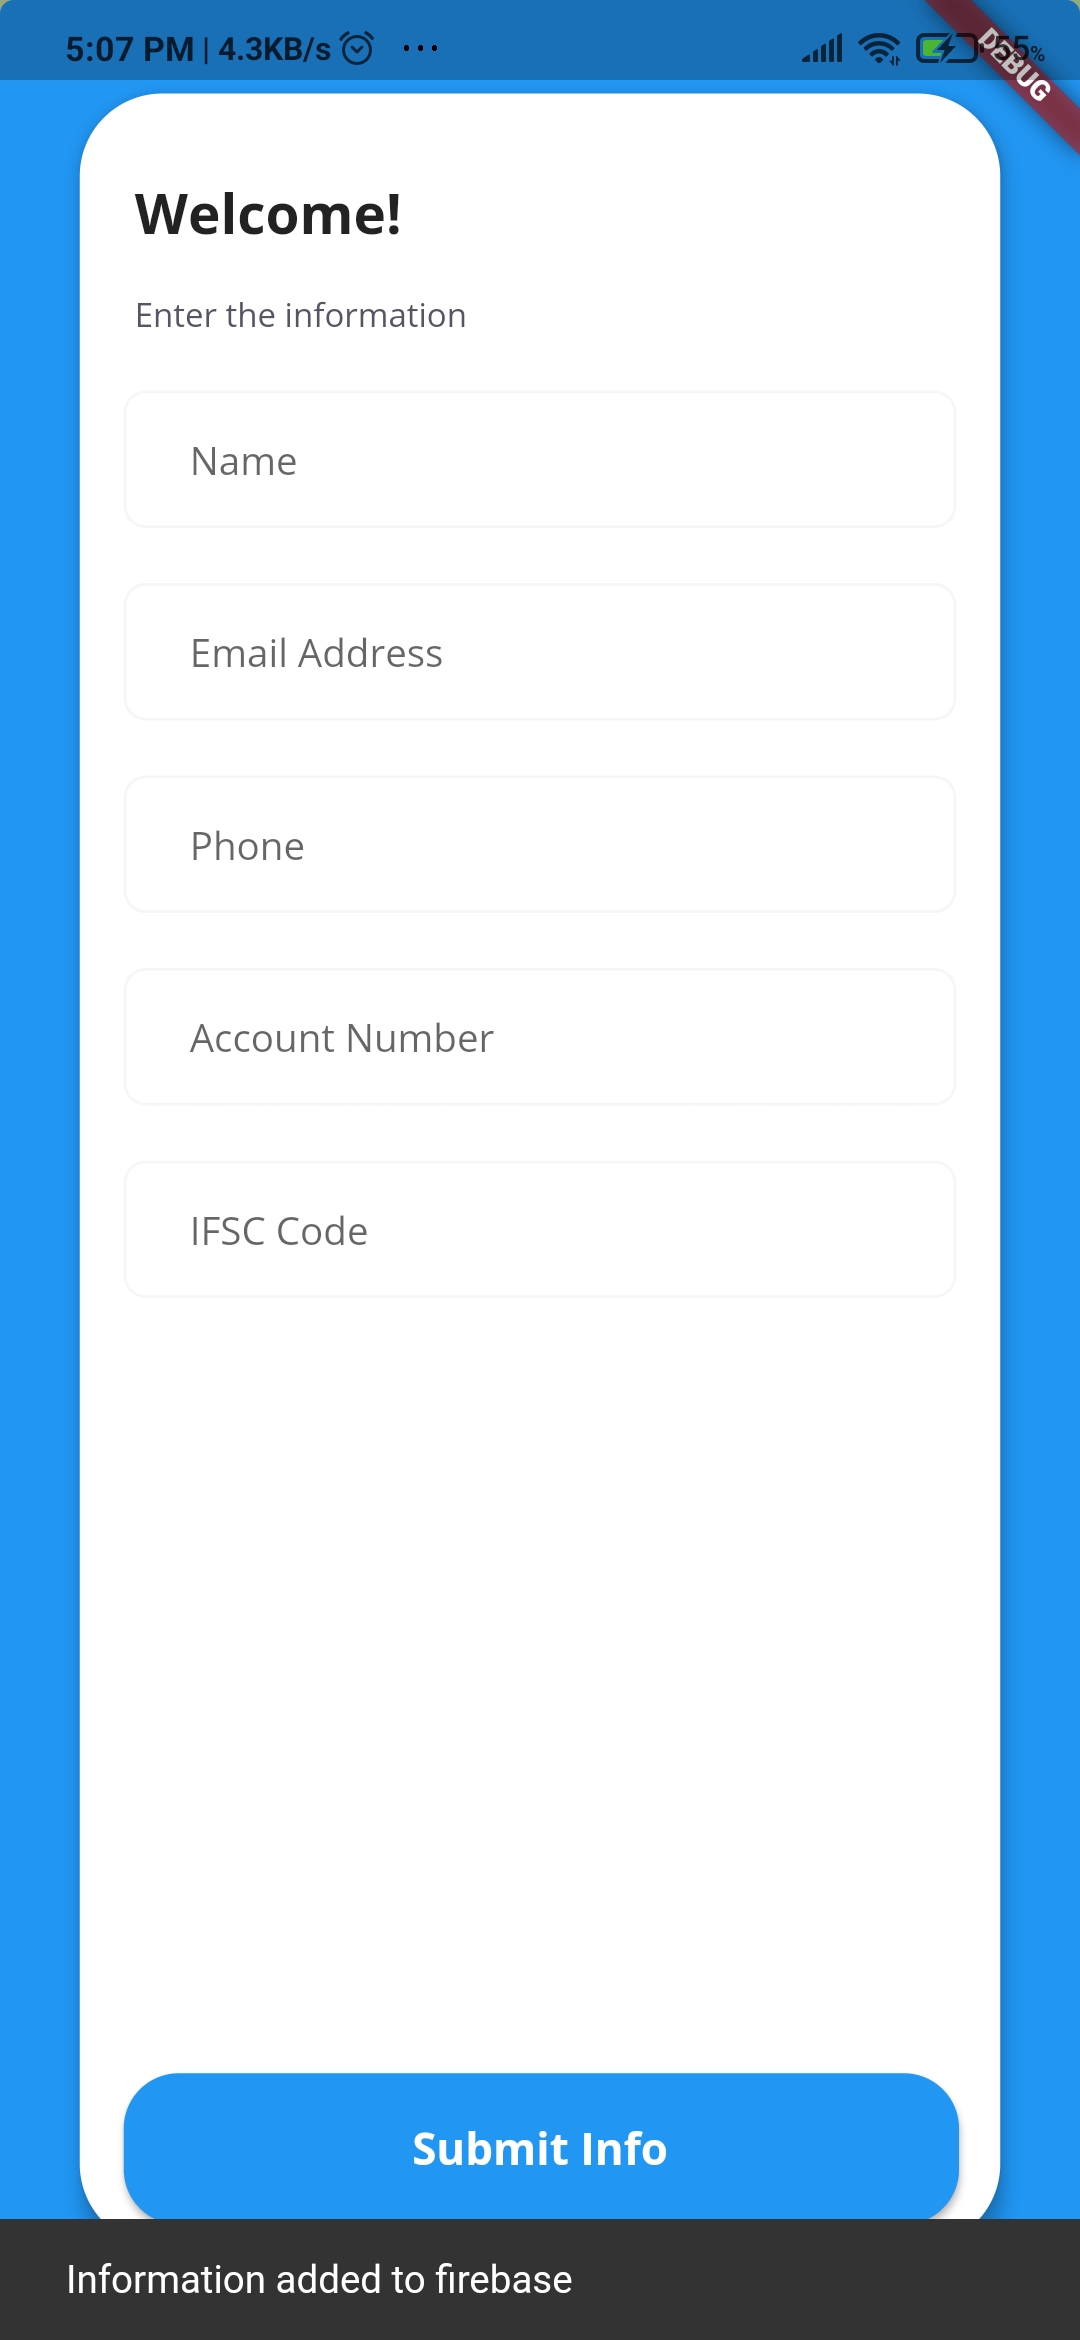 5:07 PM | 4.3KB/s ...
55%
DEBUG
Welcome!
Enter the information
Name
Email Address
Phone
Account Number
IFSC Code
Submit Info
Information added to firebase